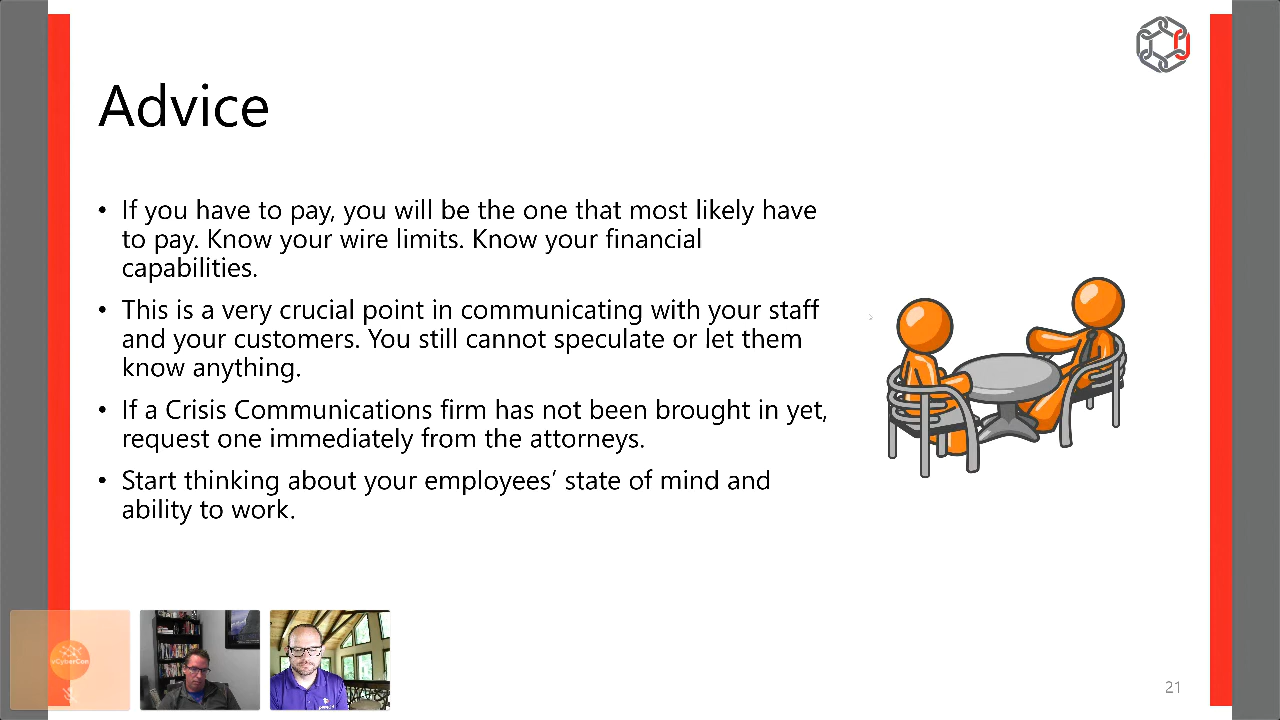 Advice
• If you have to pay, you will be the one that most likely have
to pay. Know your wire limits. Know your financial
capabilities.
• This is a very crucial point in communicating with your staff
and your customers. You still cannot speculate or let them
know anything.
• If a Crisis Communications firm has not been brought in yet,
request one immediately from the attorneys.
• Start thinking about your employees’ state of mind and
ability to work.
eCyberCon
21